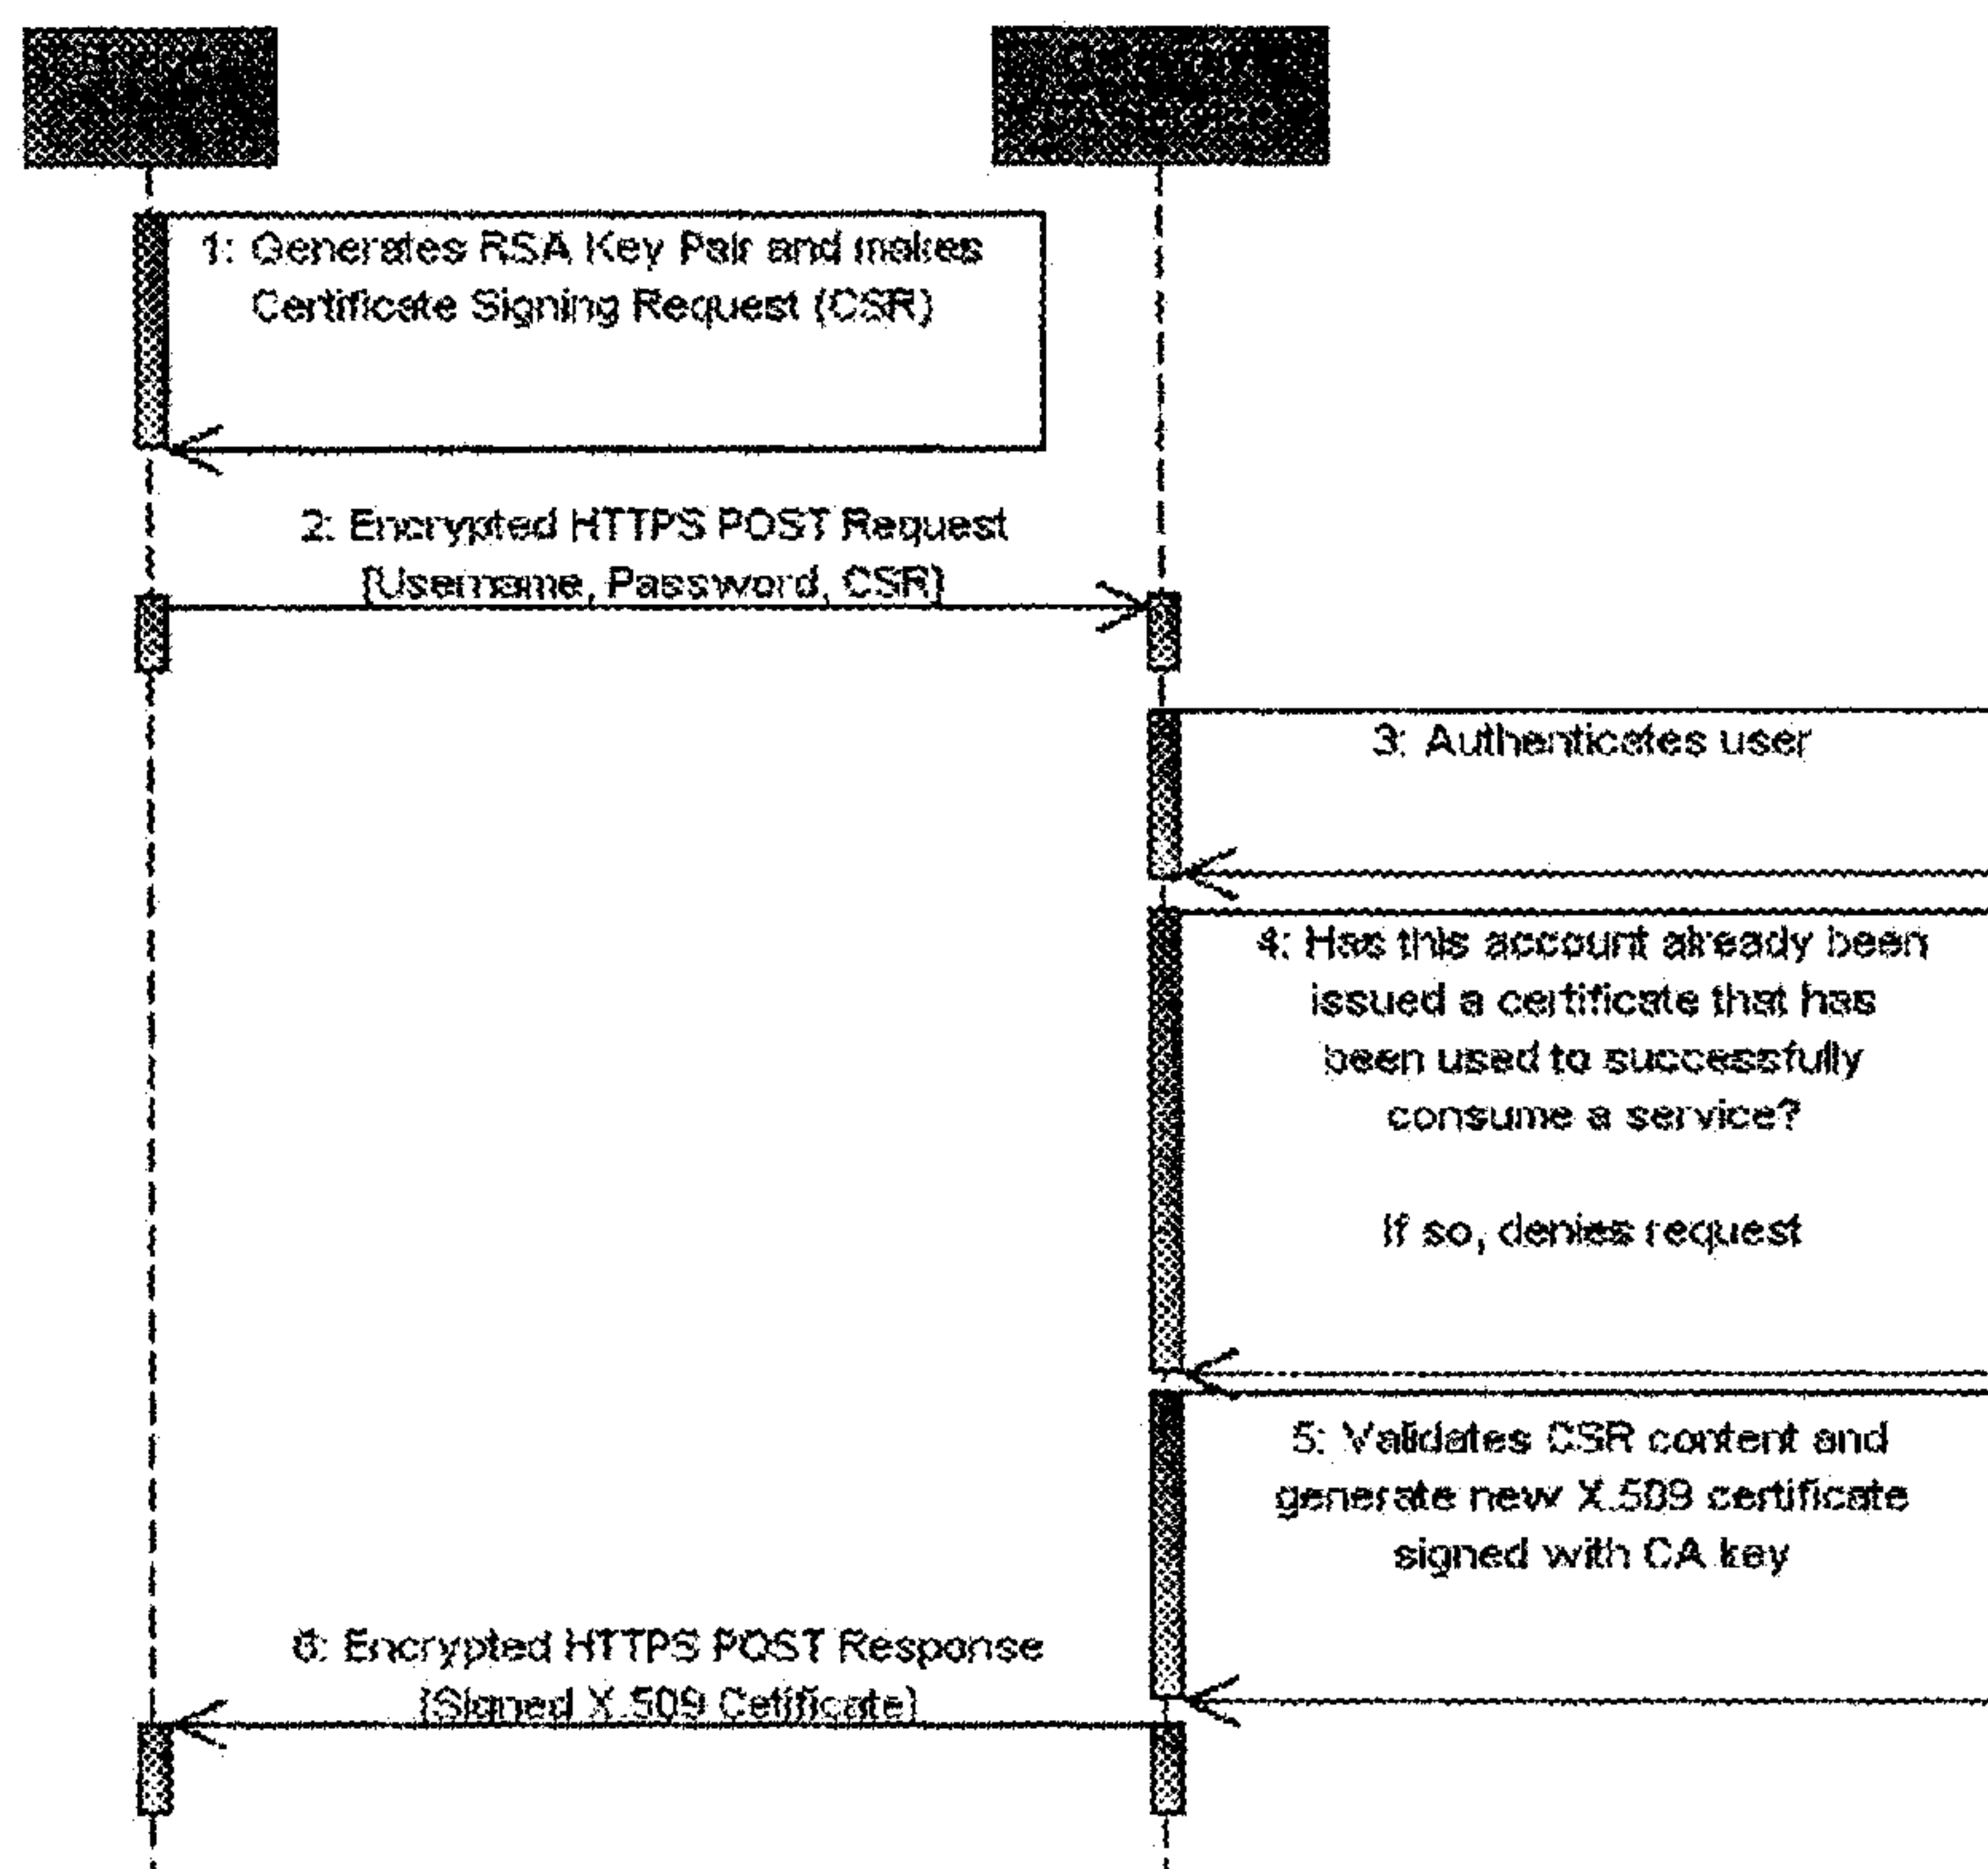 1: Generates RSA Key Pair and makes
Certificate Signing Request (CSR)
2: Encrypted HTTPS POST Request
[Username, Password, CSR]
3: Authenticates user
4: Has this account already been
issued a certificate that has
been used to successfully
consume a service?
If so, denies request
5: Validates CSR content and
generate new X.509 certificate
signed with CA key
6: Encrypted HTTPS POST Response
[Signed X.509 Cetificate]